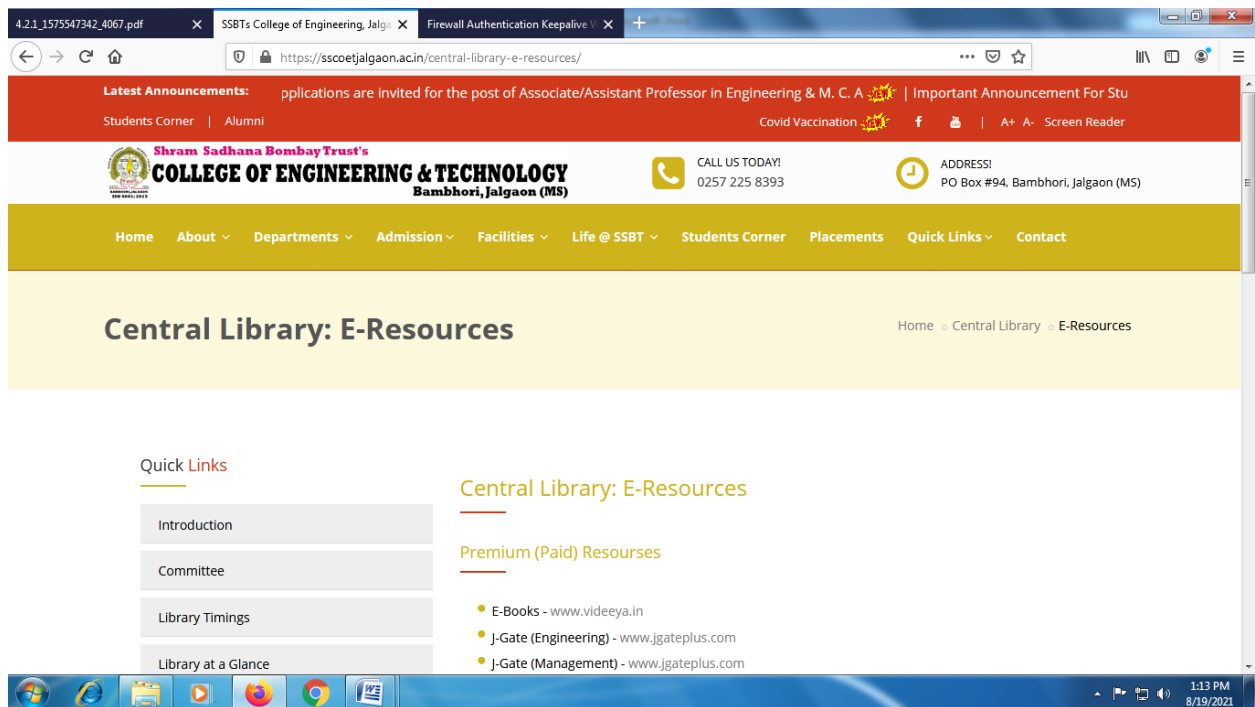 4.2.1_1575547342_4067.pdf
SSBTs College of Engineering, Jalga
Firewall Authentication Keepalive
https://sscoetjalgaon.ac.in/central-library-e-resources/
Latest Announcements: pplications are invited for the post of Associate/Assistant Professor in Engineering & M. C. A NEW | Important Announcement For Stu
Students Corner | Alumni
Covid Vaccination NEW | A+ A- Screen Reader
Shram Sadhana Bombay Trust's
COLLEGE OF ENGINEERING & TECHNOLOGY
Bambhori, Jalgaon (MS)
CALL US TODAY!
0257 225 8393
ADDRESS!
PO Box #94, Bambhori, Jalgaon (MS)
Home About Departments Admission Facilities Life @ SSBT Students Corner Placements Quick Links Contact
Central Library: E-Resources
Home Central Library E-Resources
Quick Links
Introduction
Committee
Library Timings
Library at a Glance
Central Library: E-Resources
Premium (Paid) Resourses
E-Books - www.videeya.in
J-Gate (Engineering) - www.jgateplus.com
J-Gate (Management) - www.jgateplus.com
1:13 PM
8/19/2021